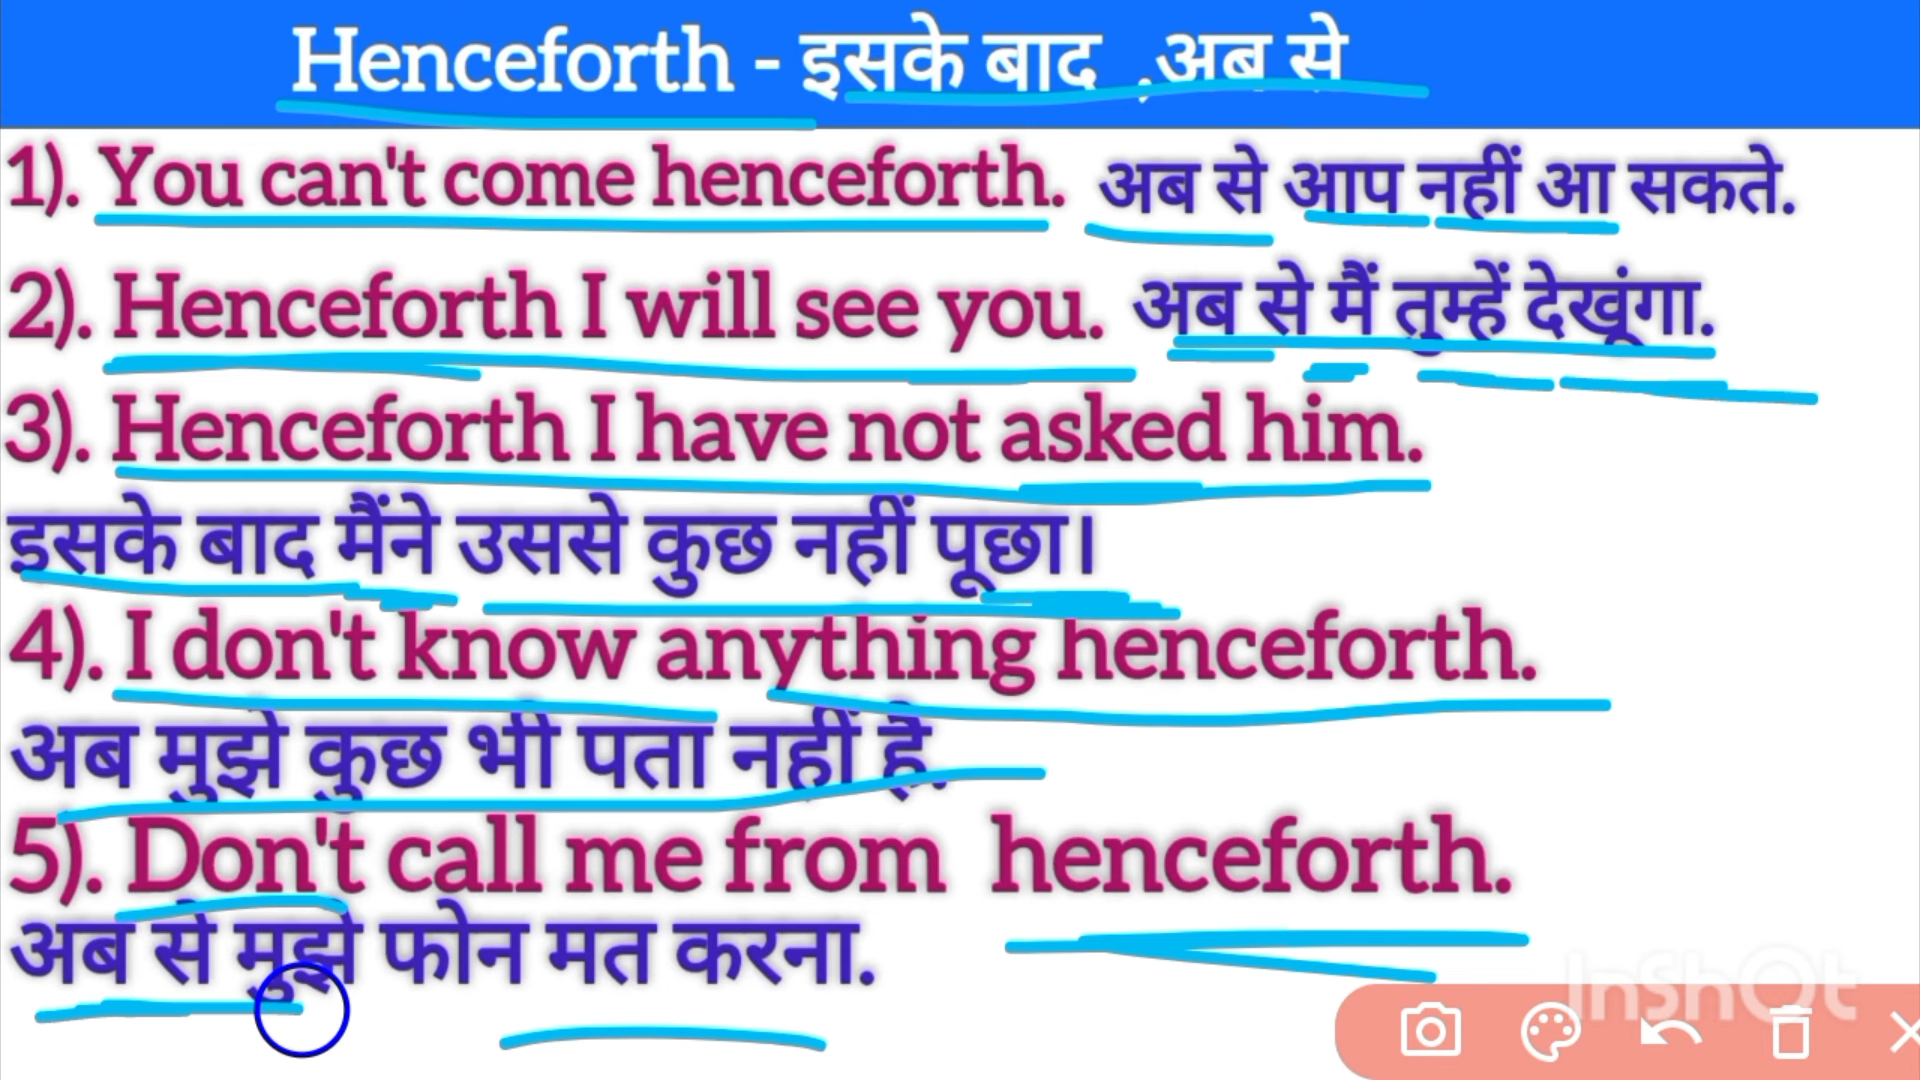 Henceforth - इसके बाद ,अब से
1). You can't come henceforth. अब से आप नहीं आ सकते.
2). Henceforth I will see you. अब से मैं तुम्हें देखूंगा.
3). Henceforth I have not asked him.
इसके बाद मैंने उससे कुछ नहीं पूछा।
4). I don't know anything henceforth.
अब मुझे कुछ भी पता नहीं है.
5). Don't call me from henceforth.
अब से मुझे फोन मत करना.
InShOt